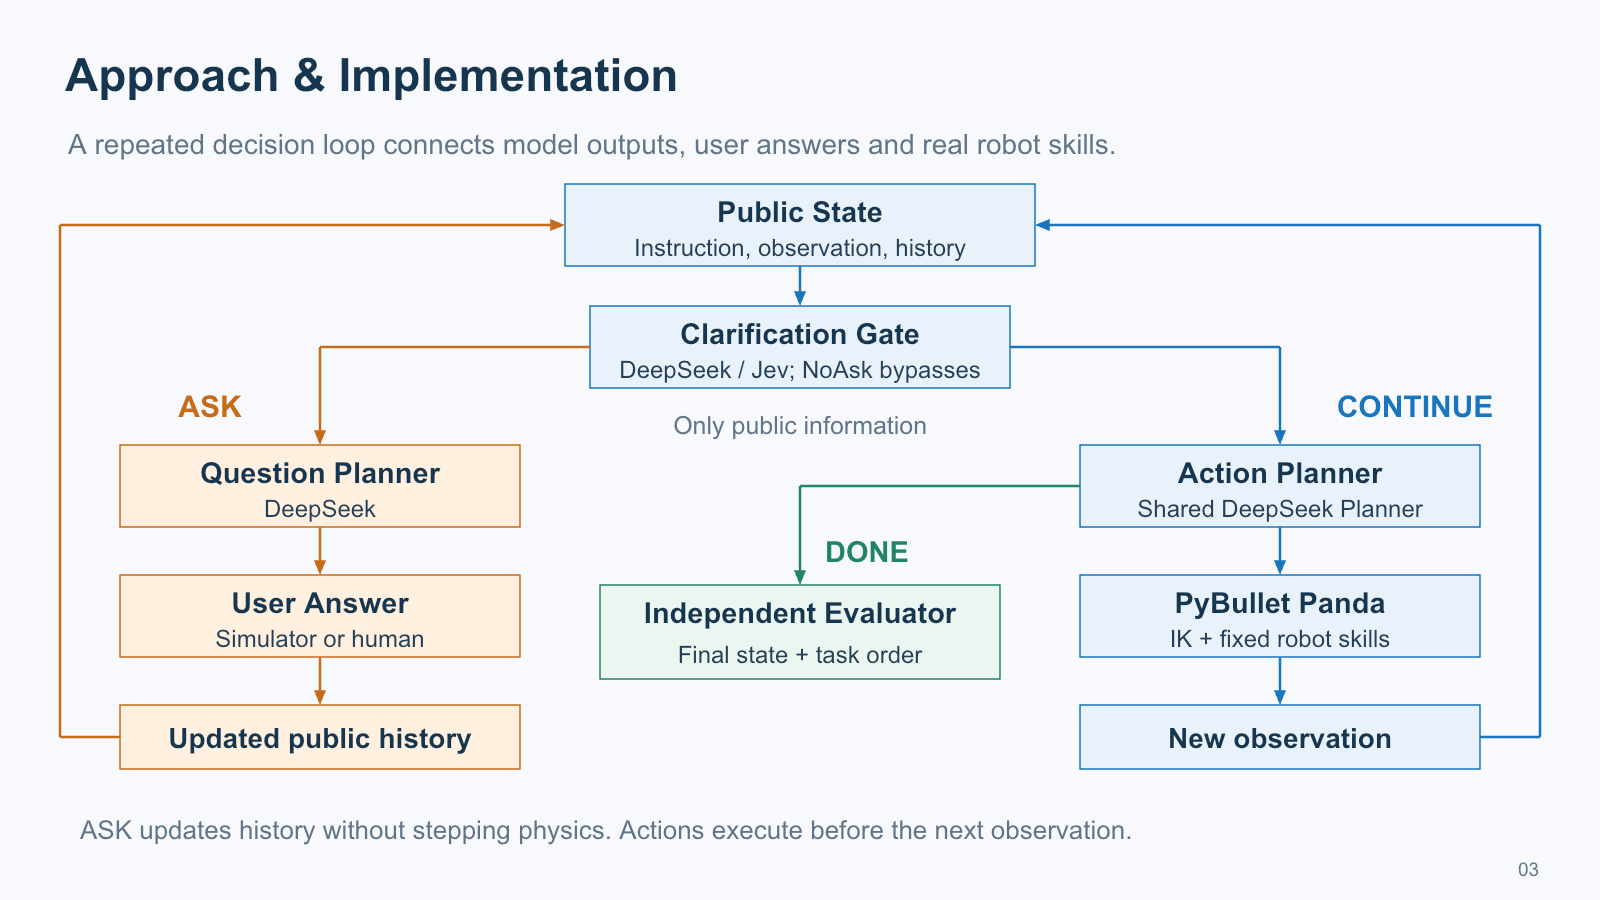 Approach & Implementation
A repeated decision loop connects model outputs, user answers and real robot skills.
Public State
Instruction, observation, history
Clarification Gate
DeepSeek / Jev; NoAsk bypasses
ASK
CONTINUE
Only public information
Question Planner
DeepSeek
Action Planner
Shared DeepSeek Planner
DONE
User Answer
Simulator or human
Independent Evaluator
Final state + task order
PyBullet Panda
IK + fixed robot skills
Updated public history
New observation
ASK updates history without stepping physics. Actions execute before the next observation.
03